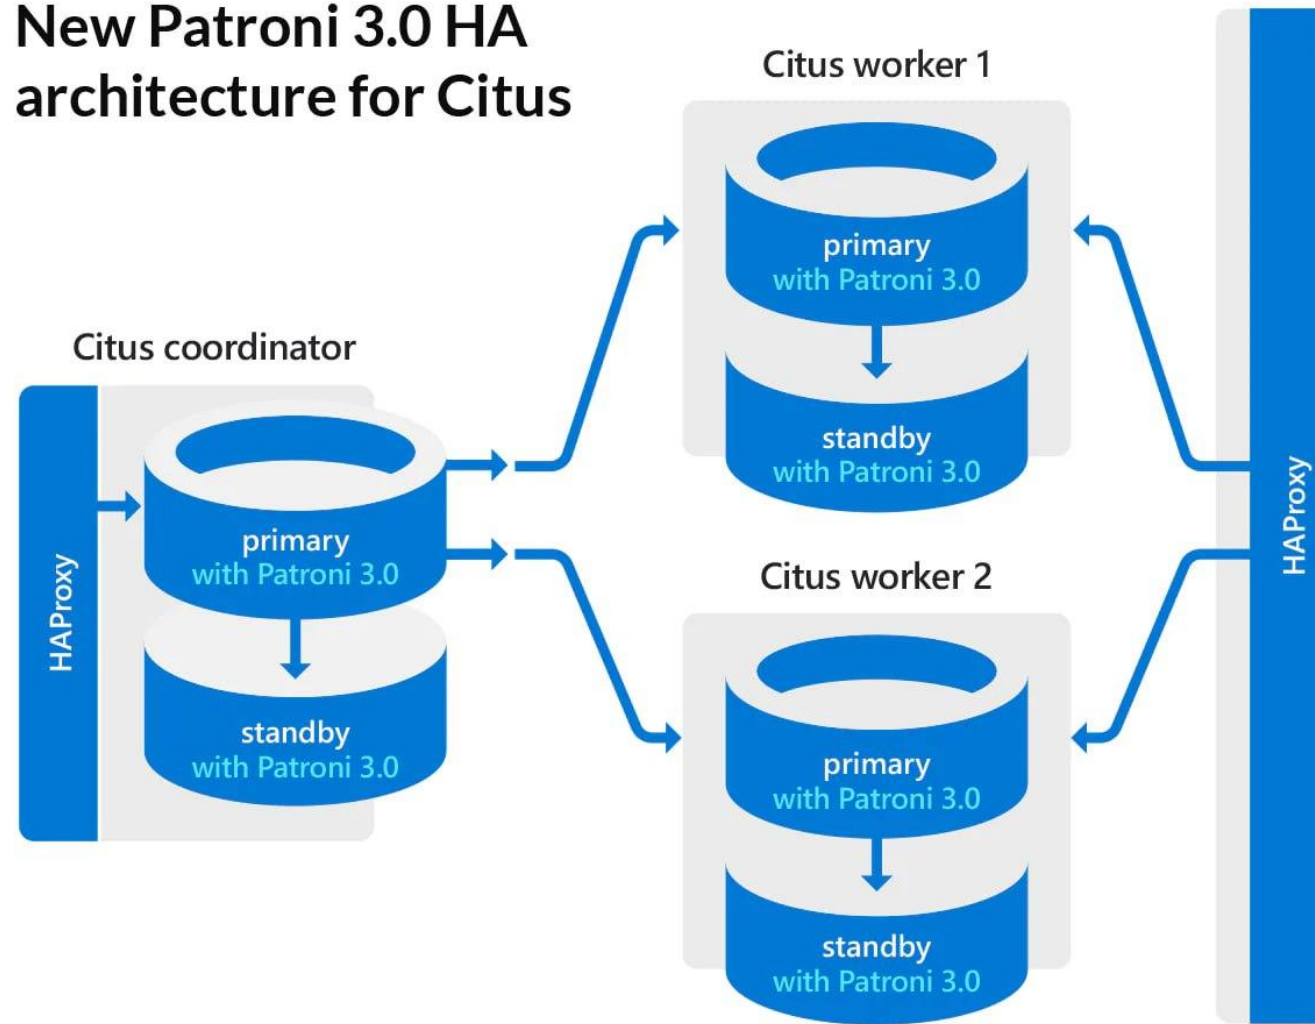 New Patroni 3.0 HA
architecture for Citus
Citus coordinator
HAProxy
primary
with Patroni 3.0
standby
with Patroni 3.0
Citus worker 1
primary
with Patroni 3.0
standby
with Patroni 3.0
Citus worker 2
primary
with Patroni 3.0
standby
with Patroni 3.0
HAProxy